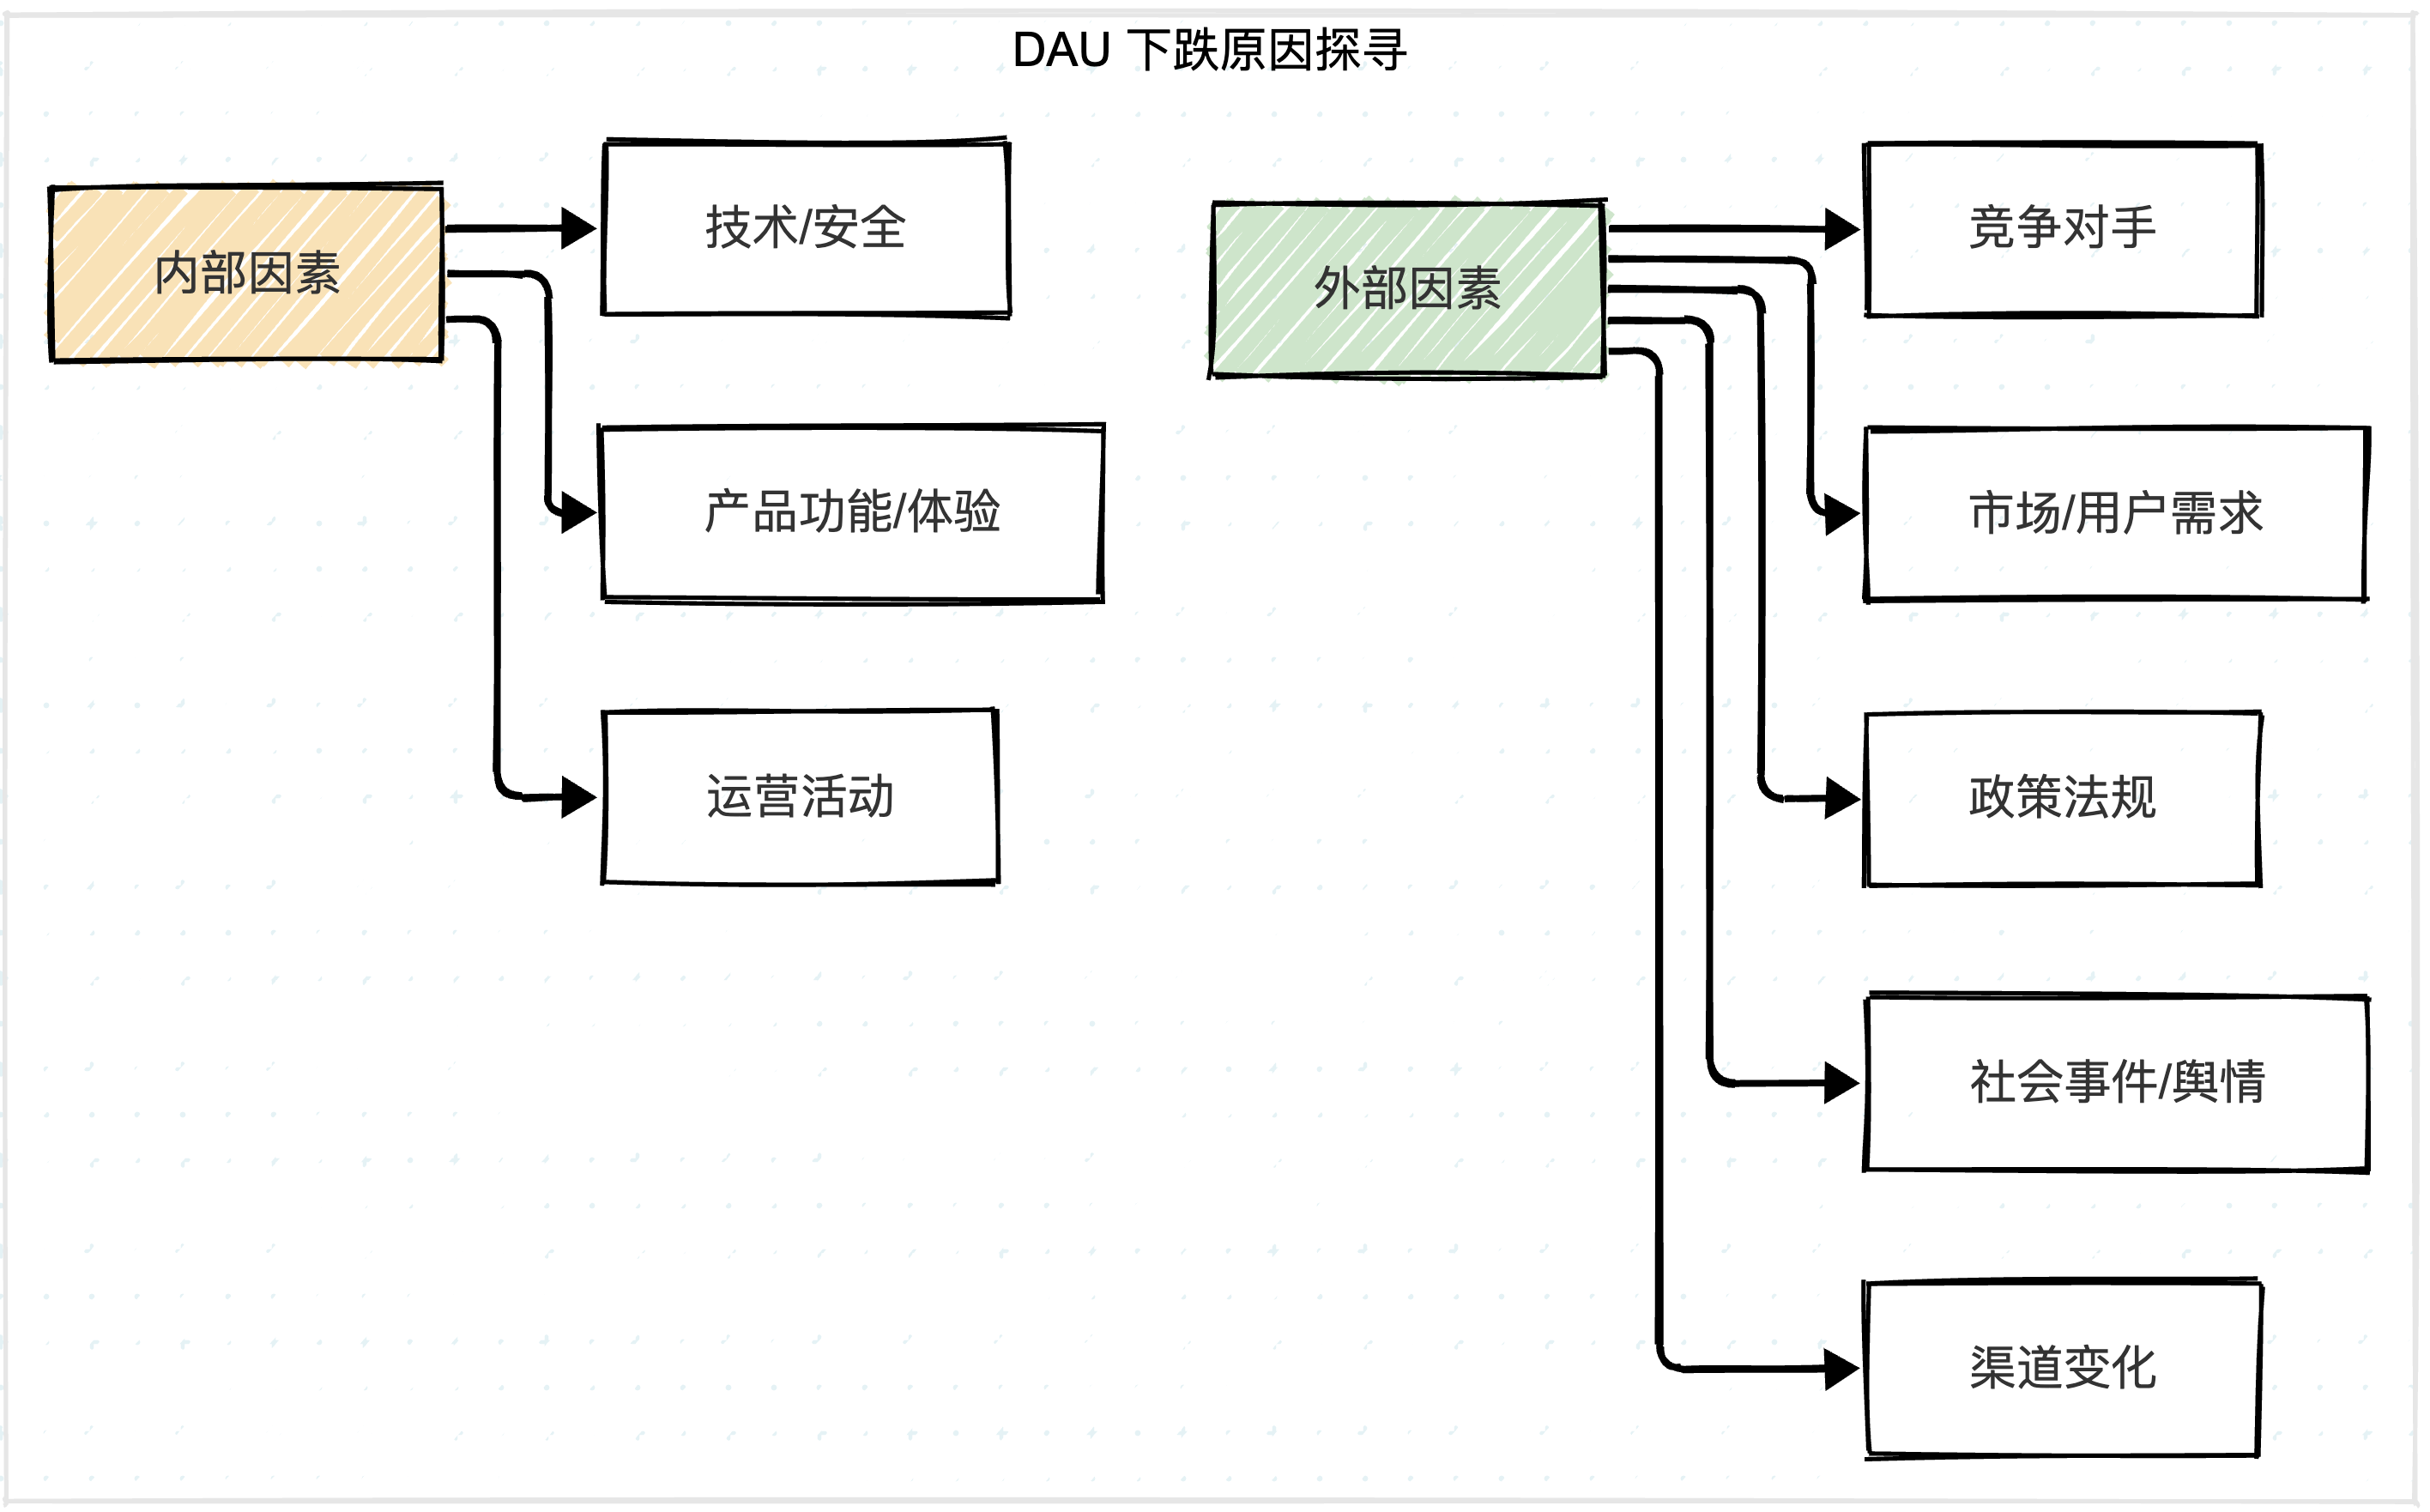 DAU 下跌原因探寻
内部因素
技术/安全
产品功能/体验
运营活动
外部因素
竞争对手
市场/用户需求
政策法规
社会事件/舆情
渠道变化